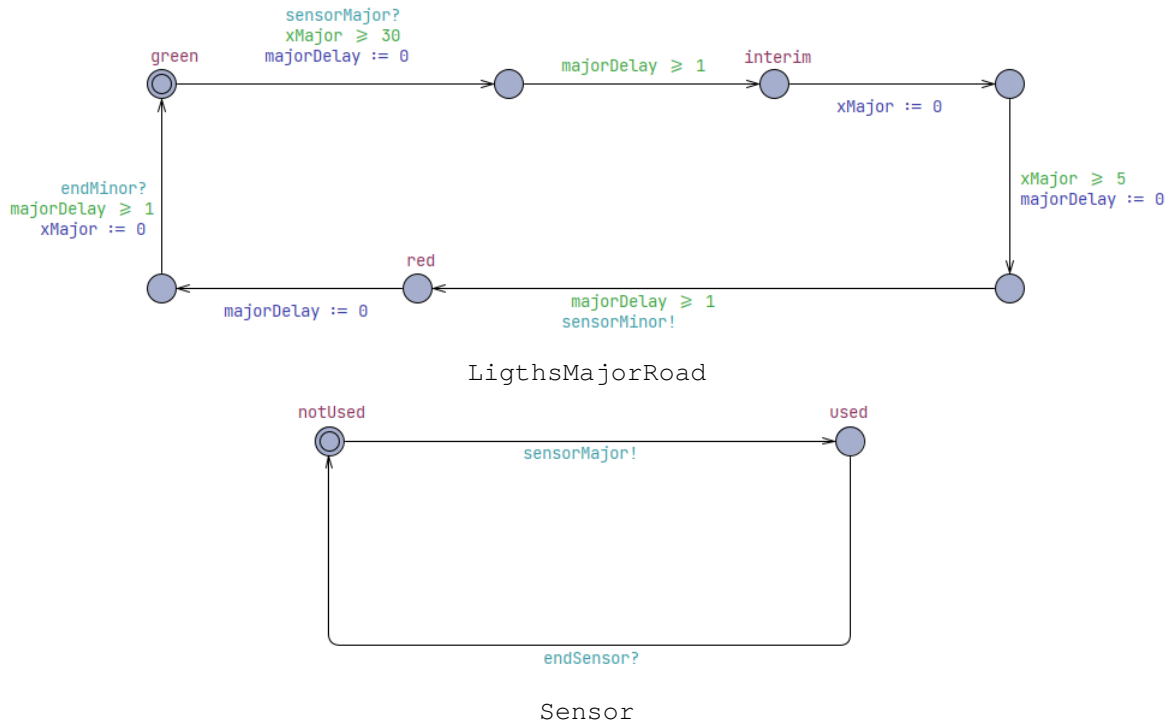 sensorMajor?
xMajor ⩾ 30
majorDelay := 0
green
majorDelay ⩾ 1
interim
xMajor := 0
xMajor ⩾ 5
majorDelay := 0
endMinor?
majorDelay ⩾ 1
xMajor := 0
red
majorDelay := 0
majorDelay ⩾ 1
sensorMinor!
LigthsMajorRoad
notUsed
used
sensorMajor!
endSensor?
Sensor